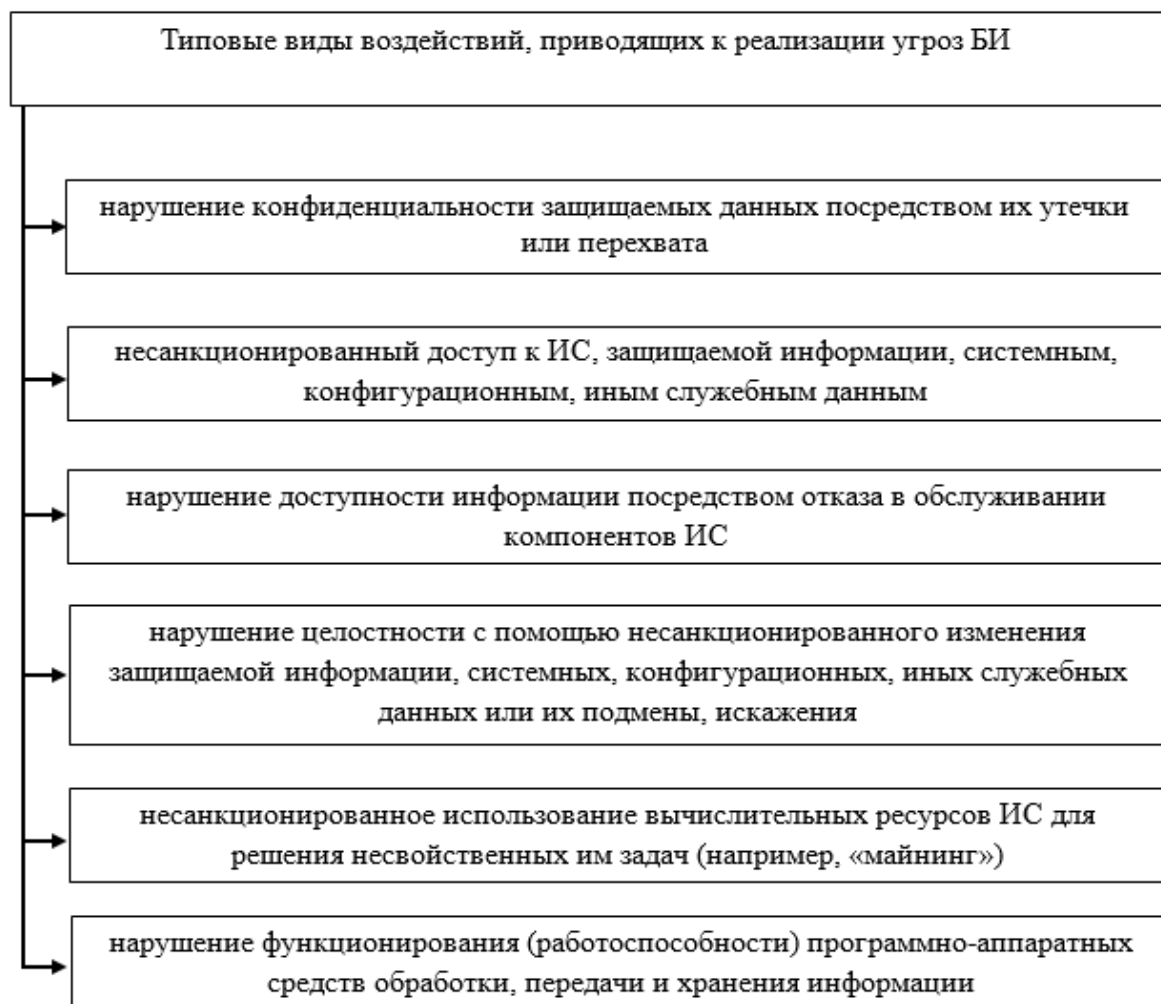 Типовые виды воздействий, приводящих к реализации угроз БИ
нарушение конфиденциальности защищаемых данных посредством их утечки
или перехвата
несанкционированный доступ к ИС, защищаемой информации, системным,
конфигурационным, иным служебным данным
нарушение доступности информации посредством отказа в обслуживании
компонентов ИС
нарушение целостности с помощью несанкционированного изменения
защищаемой информации, системных, конфигурационных, иных служебных
данных или их подмены, искажения
несанкционированное использование вычислительных ресурсов ИС для
решения несвойственных им задач (например, «майнинг»)
нарушение функционирования (работоспособности) программно-аппаратных
средств обработки, передачи и хранения информации